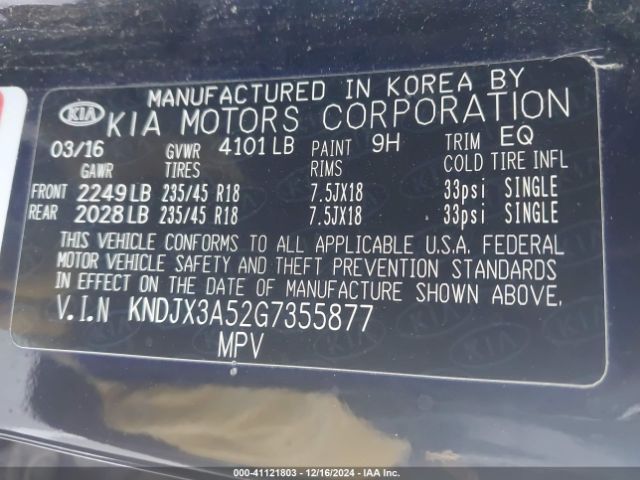 MANUFACTURED IN KOREA BY
KIA KIA MOTORS CORPORATION
03/16 GVWR 4101 LB PAINT 9H TRIM EQ
GAWR TIRES RIMS COLD TIRE INFL
FRONT 2249 LB 235/45 R18 7.5JX18 33psi SINGLE
REAR 2028 LB 235/45 R18 7.5JX18 33psi SINGLE
THIS VEHICLE CONFORMS TO ALL APPLICABLE U.S.A. FEDERAL
MOTOR VEHICLE SAFETY AND THEFT PREVENTION STANDARDS
IN EFFECT ON THE DATE OF MANUFACTURE SHOWN ABOVE.
V.I.N KNDJX3A52G7355877
MPV
000-41121803 - 12/16/2024 - IAA Inc.